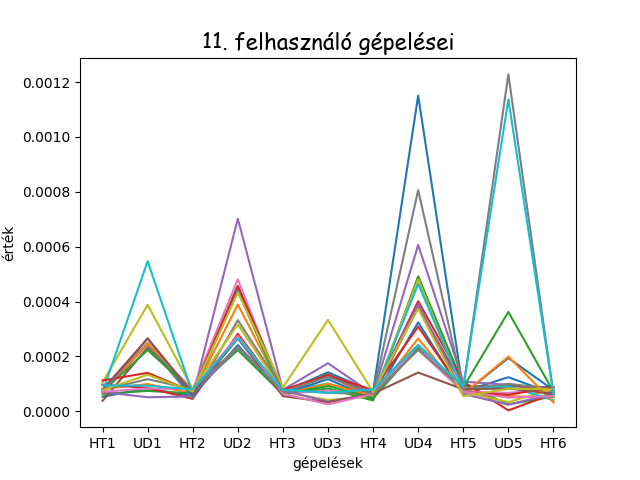 11. felhasználó gépelései
0.0012
0.0010
0.0008
0.0006
0.0004
0.0002
0.0000
érték
HT1 UD1 HT2 UD2 HT3 UD3 HT4 UD4 HT5 UD5 HT6
gépelések